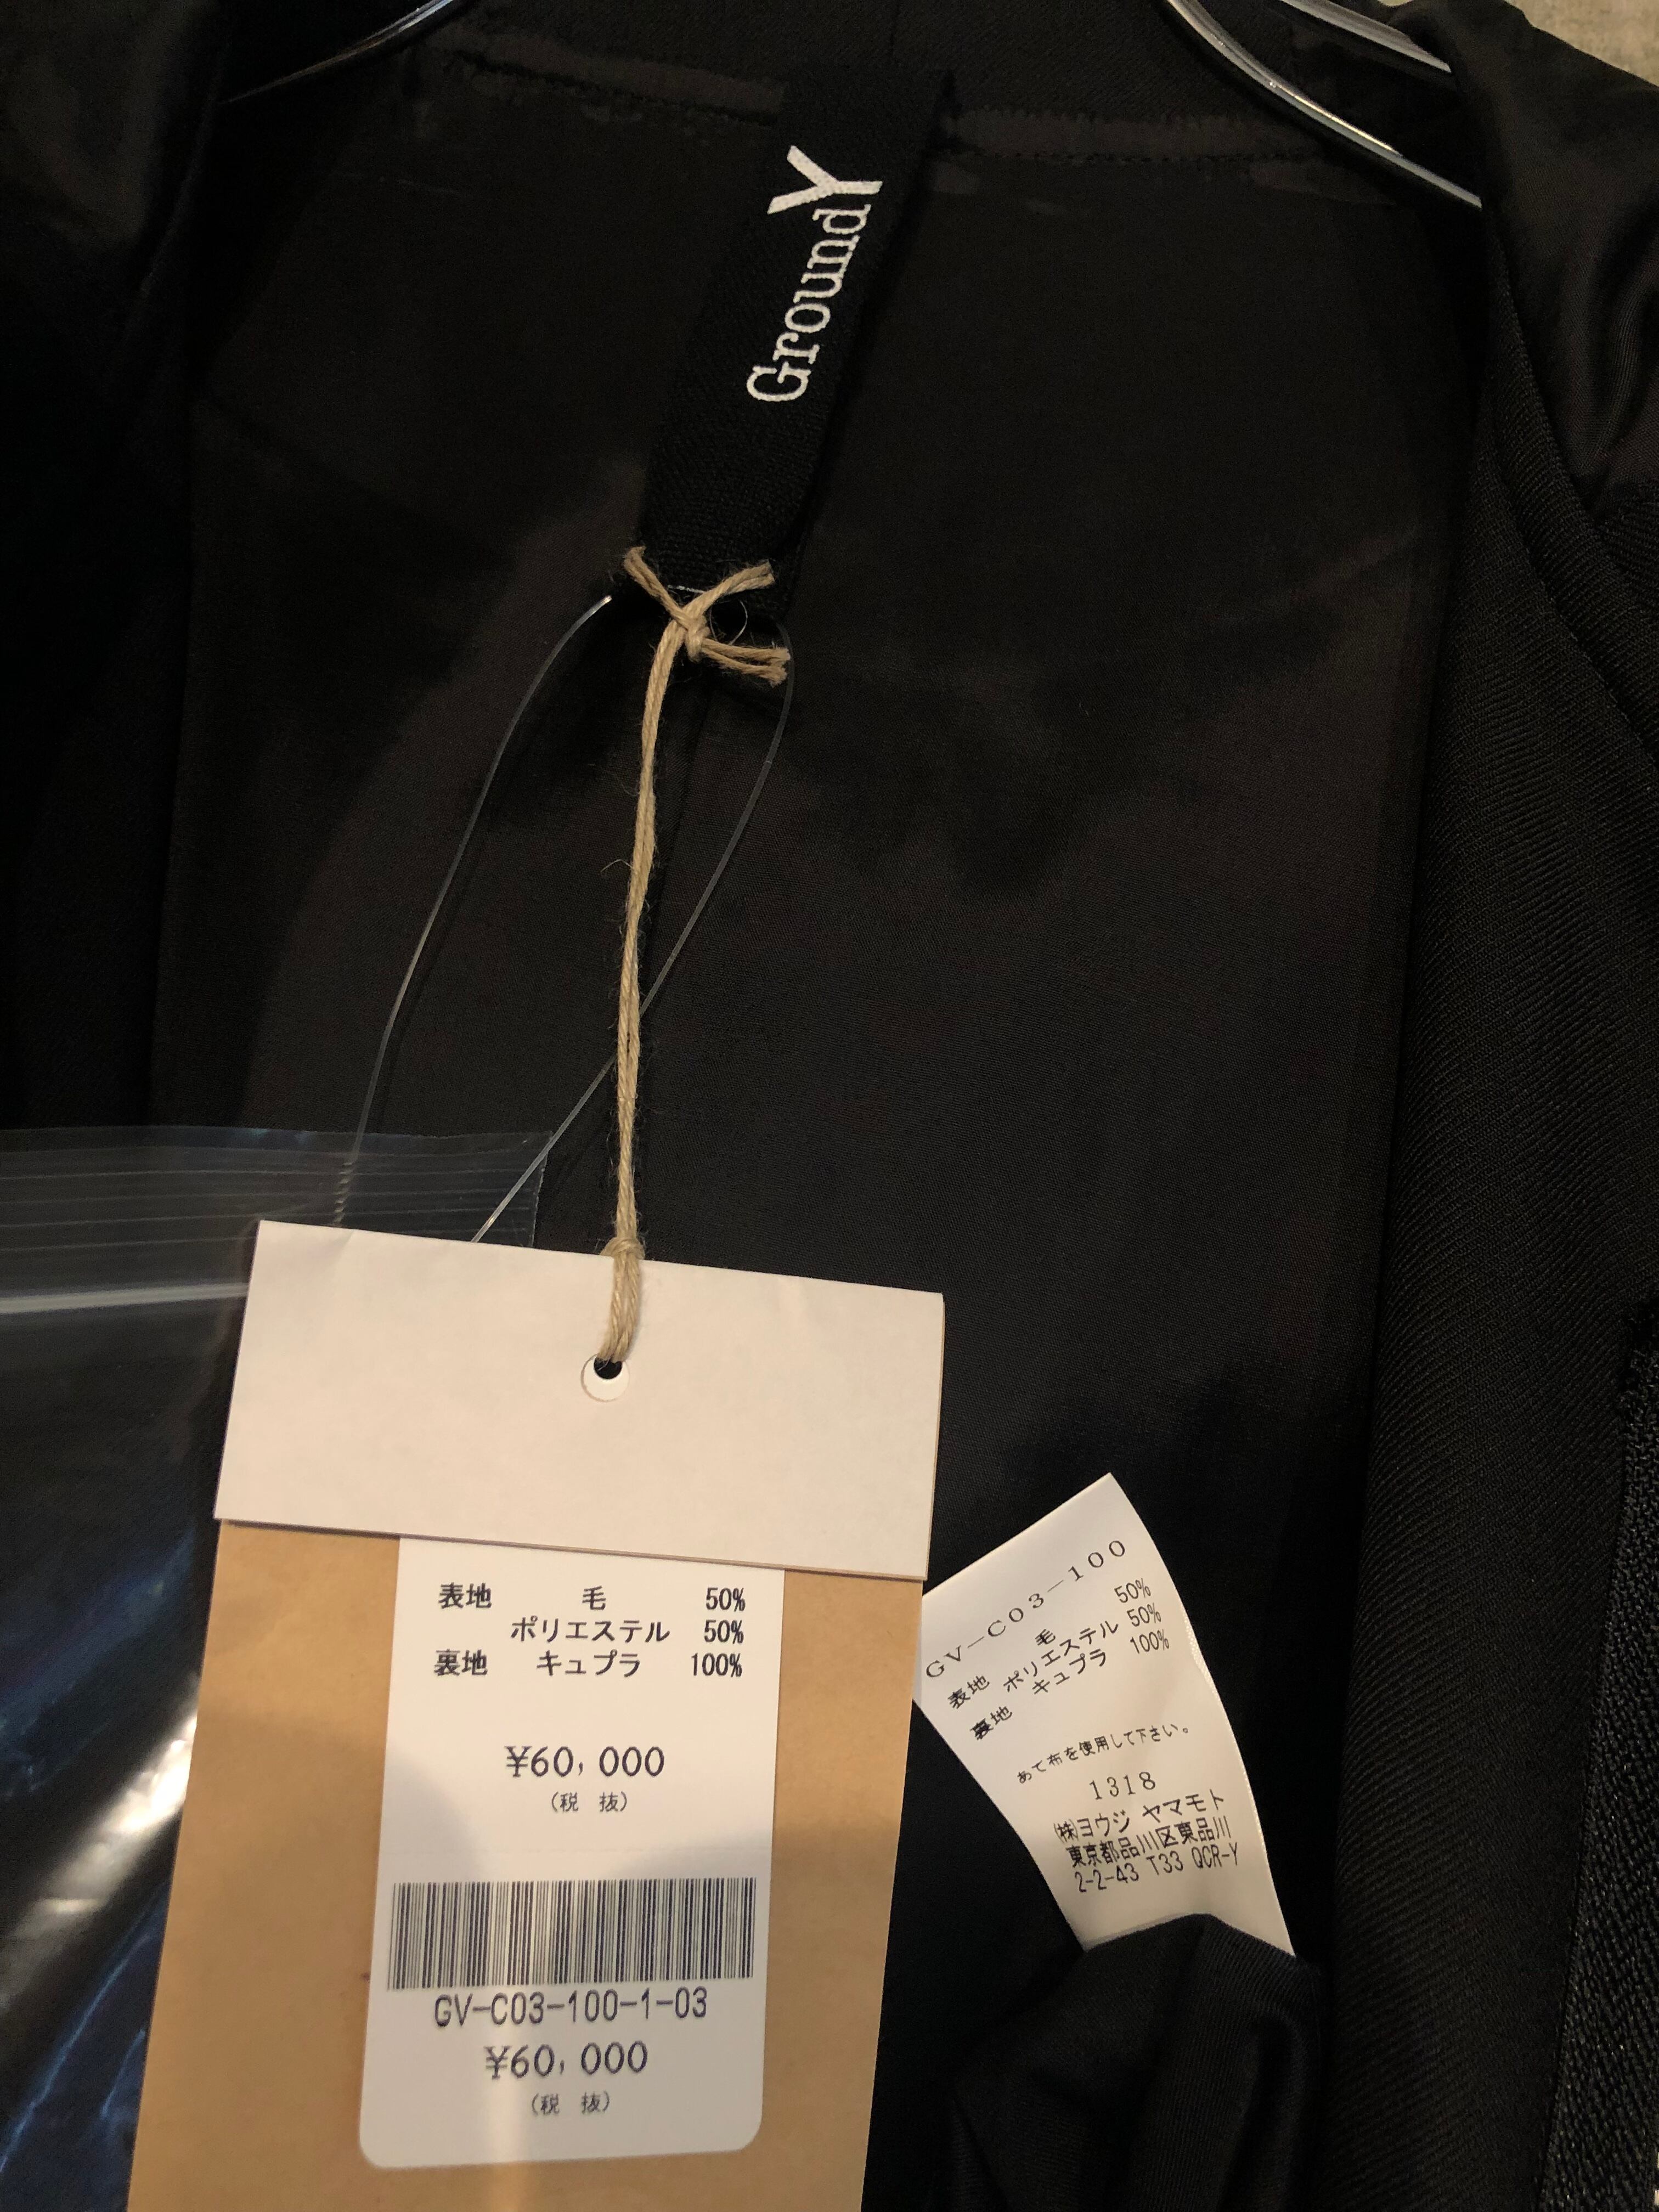 GroundY
表地 毛 50%
ポリエステル 50%
裏地 キュプラ 100%
¥60,000
(税 抜)
GV-C03-100-1-03
¥60,000
(税 抜)
GV-C03-100
表地 毛 50%
ポリエステル 50%
裏地 キュプラ 100%
あて布を使用して下さい。
1318
㈱ヨウジ ヤマモト
東京都品川区東品川
2-2-43 T33 QCR-Y